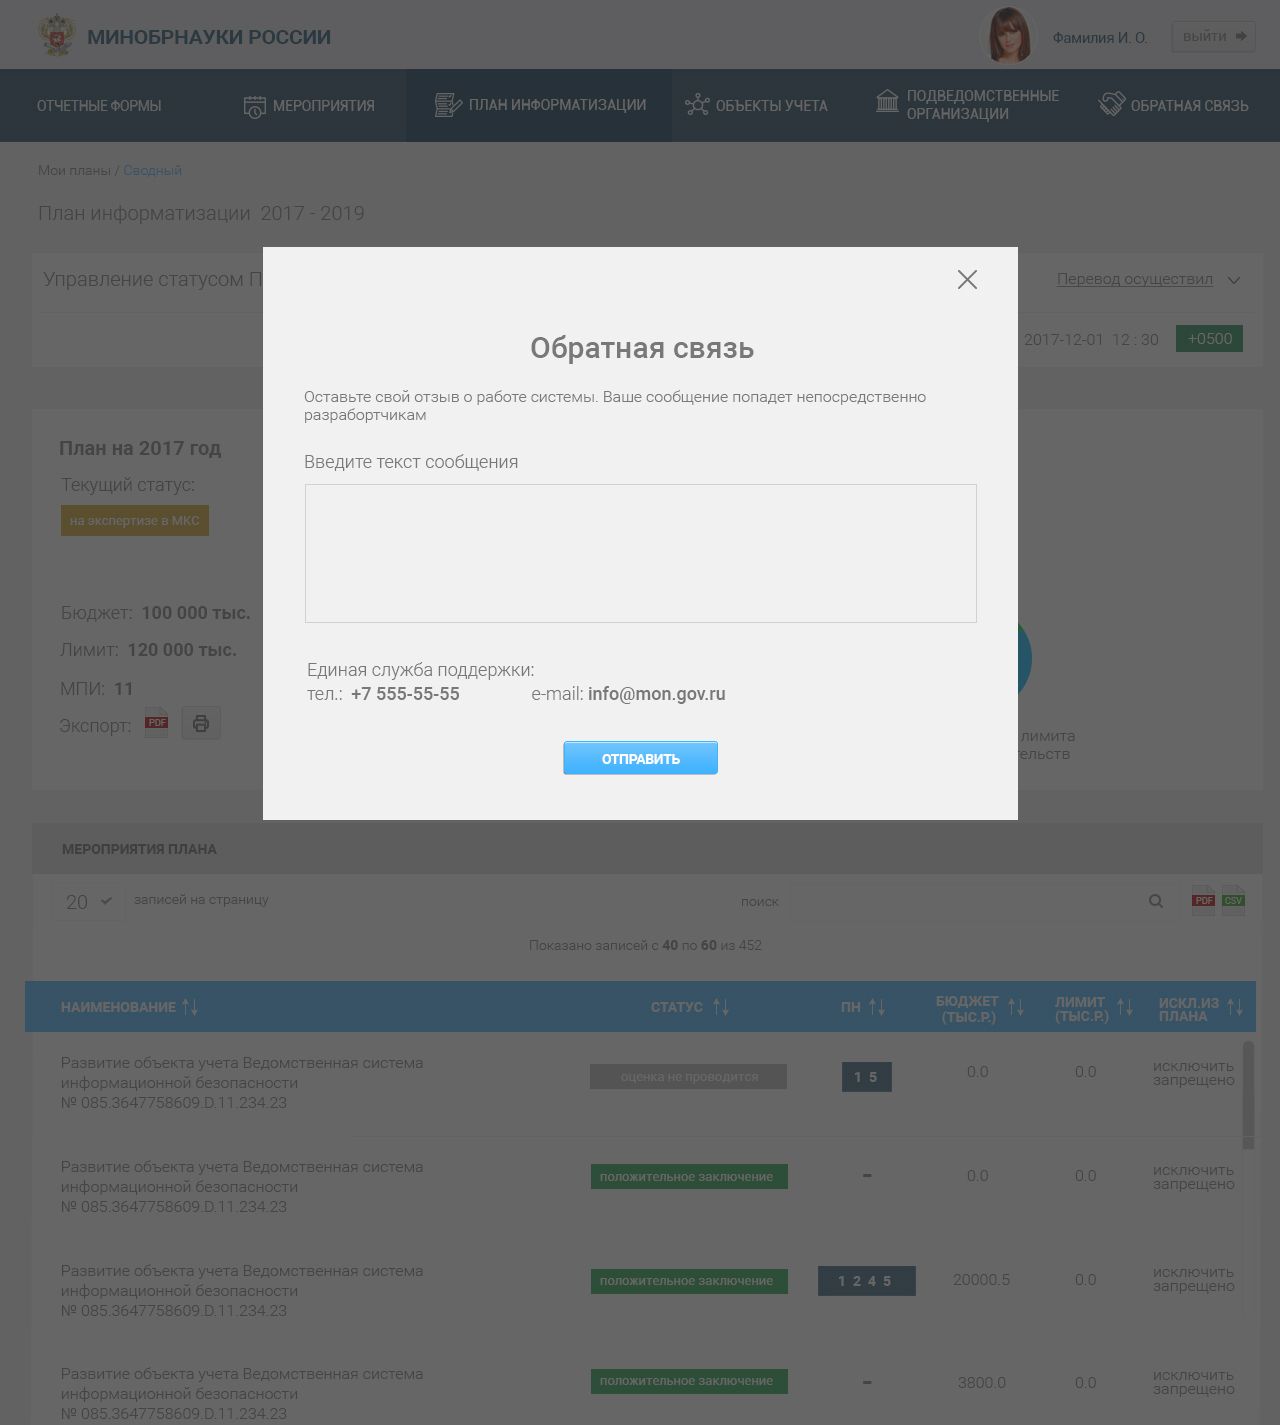 МИНОБРНАУКИ РОССИИ
Фамилия И. О.
выйти
ОТЧЕТНЫЕ ФОРМЫ
МЕРОПРИЯТИЯ
ПЛАН ИНФОРМАТИЗАЦИИ
ОБЪЕКТЫ УЧЕТА
ПОДВЕДОМСТВЕННЫЕ
ОРГАНИЗАЦИИ
ОБРАТНАЯ СВЯЗЬ
Мои планы / Сводный
План информатизации 2017 - 2019
Управление статусом П
Перевод осуществил
2017-12-01 12 : 30
+0500
Обратная связь
Оставьте свой отзыв о работе системы. Ваше сообщение попадет непосредственно
разрабортчикам
Введите текст сообщения
Единая служба поддержки:
тел.: +7 555-55-55
e-mail: info@mon.gov.ru
ОТПРАВИТЬ
План на 2017 год
Текущий статус:
на экспертизе в МКС
Бюджет: 100 000 тыс.
Лимит: 120 000 тыс.
МПИ: 11
Экспорт:
PDF
лимита
ельств
МЕРОПРИЯТИЯ ПЛАНА
20
записей на страницу
поиск
PDF
CSV
Показано записей с 40 по 60 из 452
НАИМЕНОВАНИЕ
СТАТУС
ПН
БЮДЖЕТ
(ТЫС.Р.)
ЛИМИТ
(ТЫС.Р.)
ИСКЛ.ИЗ
ПЛАНА
Развитие объекта учета Ведомственная система
информационной безопасности
№ 085.3647758609.D.11.234.23
оценка не проводится
1 5
0.0
0.0
исключить
запрещено
Развитие объекта учета Ведомственная система
информационной безопасности
№ 085.3647758609.D.11.234.23
положительное заключение
–
0.0
0.0
исключить
запрещено
Развитие объекта учета Ведомственная система
информационной безопасности
№ 085.3647758609.D.11.234.23
положительное заключение
1 2 4 5
20000.5
0.0
исключить
запрещено
Развитие объекта учета Ведомственная система
информационной безопасности
№ 085.3647758609.D.11.234.23
положительное заключение
–
3800.0
0.0
исключить
запрещено